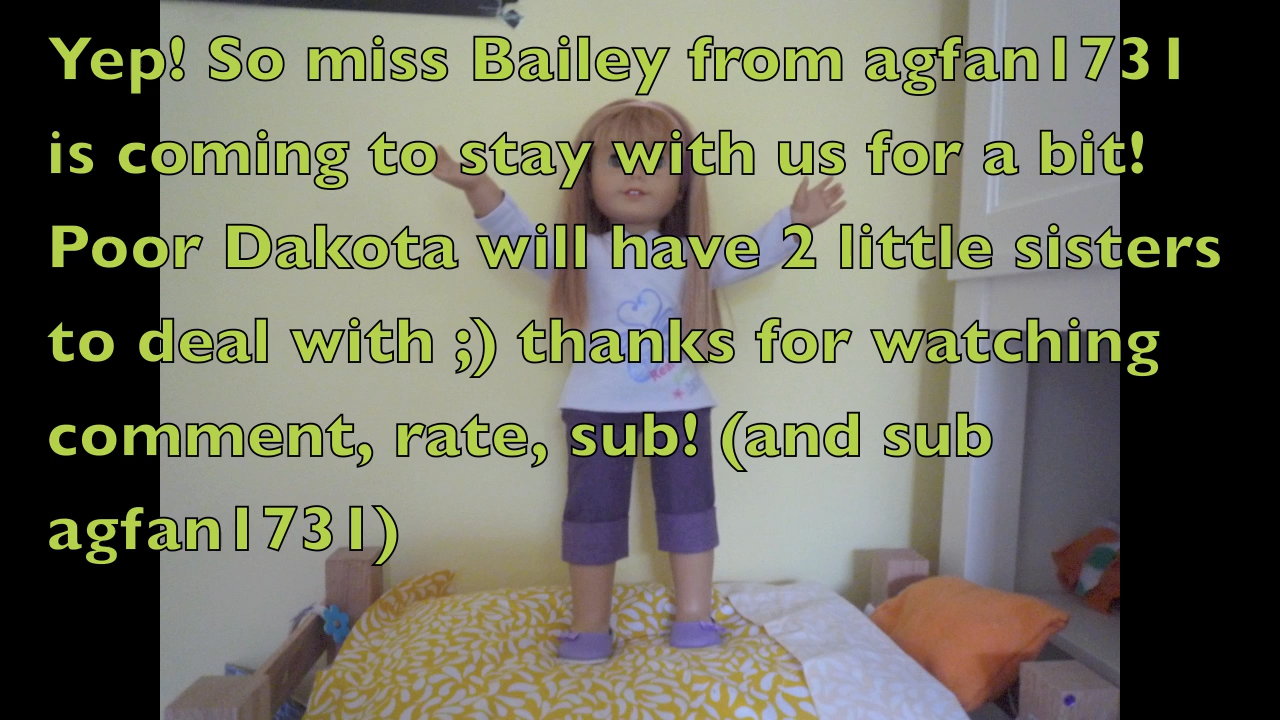 Yep! So miss Bailey from agfan1731
is coming to stay with us for a bit!
Poor Dakota will have 2 little sisters
to deal with ;) thanks for watching
comment, rate, sub! (and sub
agfan1731)